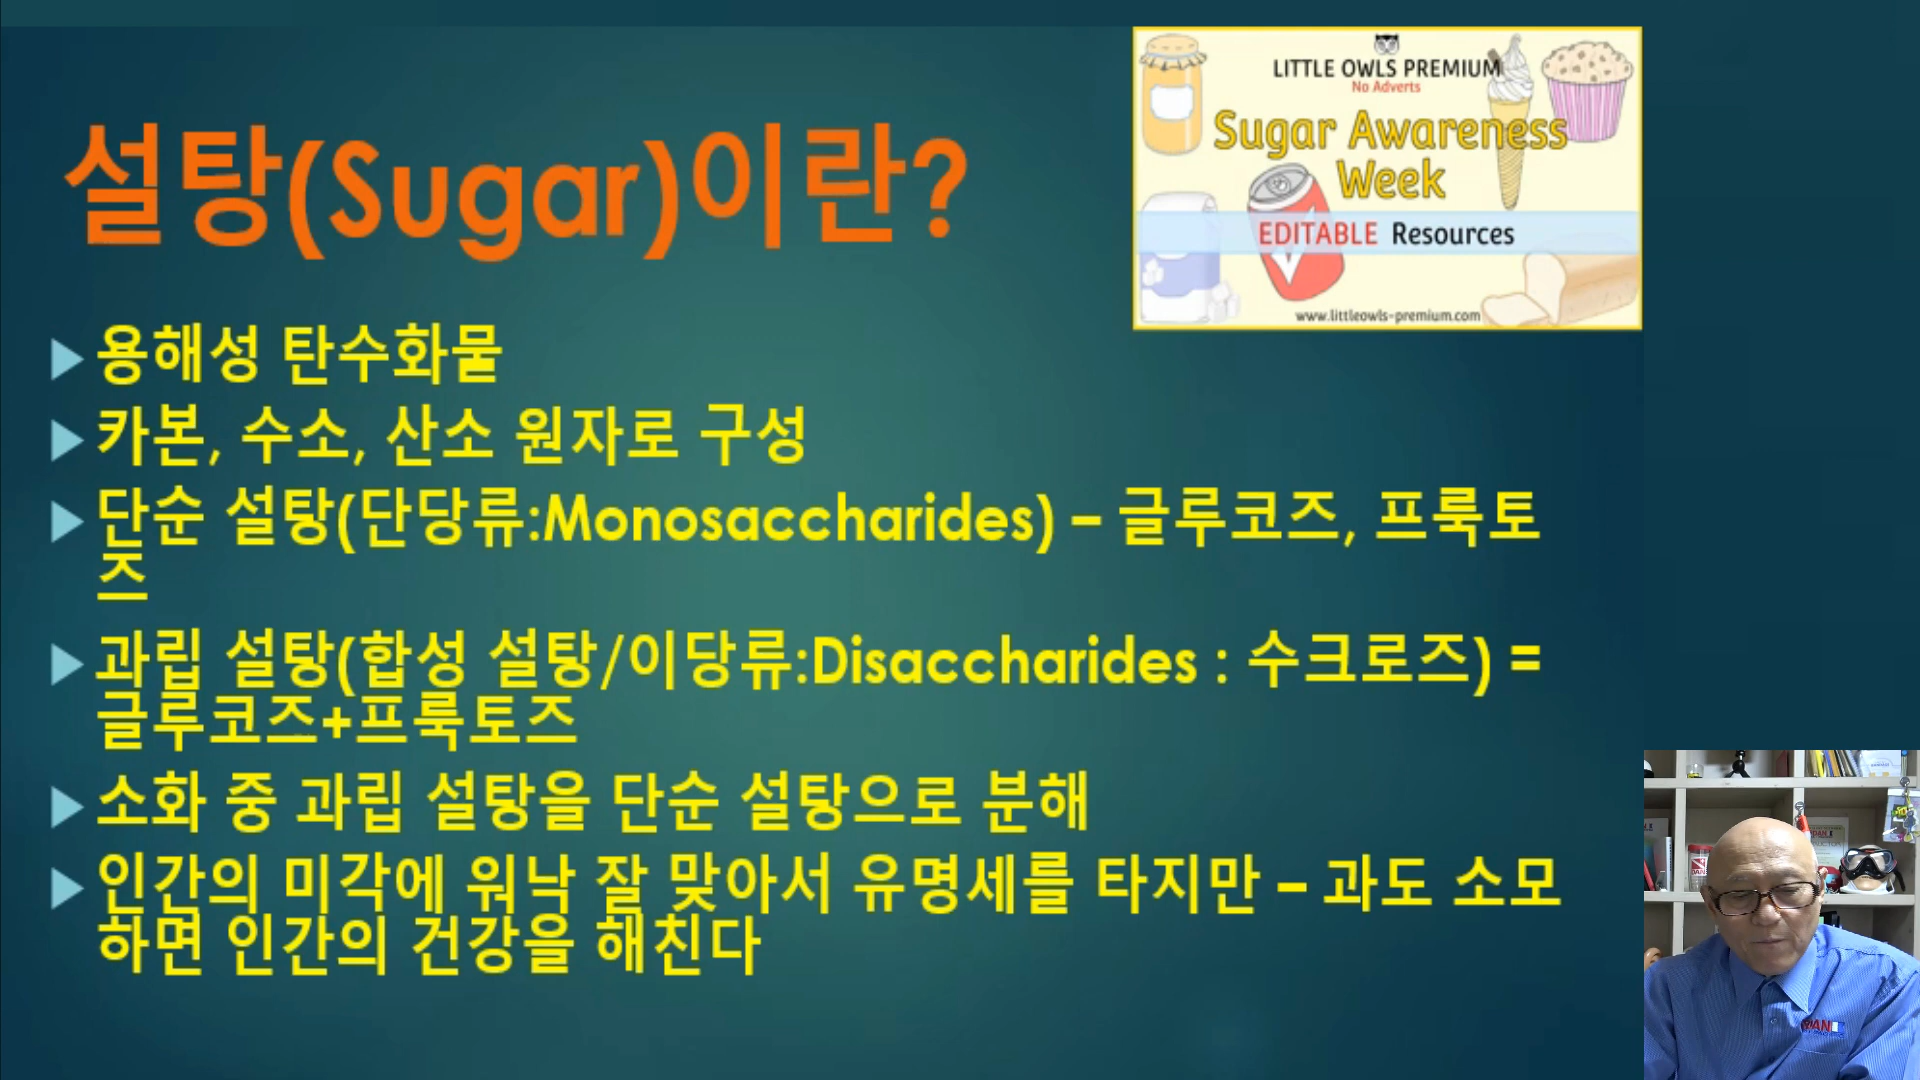 설탕(Sugar)이란?
LITTLE OWLS PREMIUM
No Adverts
Sugar Awareness
Week
EDITABLE Resources
www.littleowls-premium.com
용해성 탄수화물
카본, 수소, 산소 원자로 구성
단순 설탕(단당류:Monosaccharides) – 글루코즈, 프룩토
즈
과립 설탕(합성 설탕/이당류:Disaccharides : 수크로즈) =
글루코즈+프룩토즈
소화 중 과립 설탕을 단순 설탕으로 분해
인간의 미각에 워낙 잘 맞아서 유명세를 타지만 – 과도 소모
하면 인간의 건강을 해친다
DAN